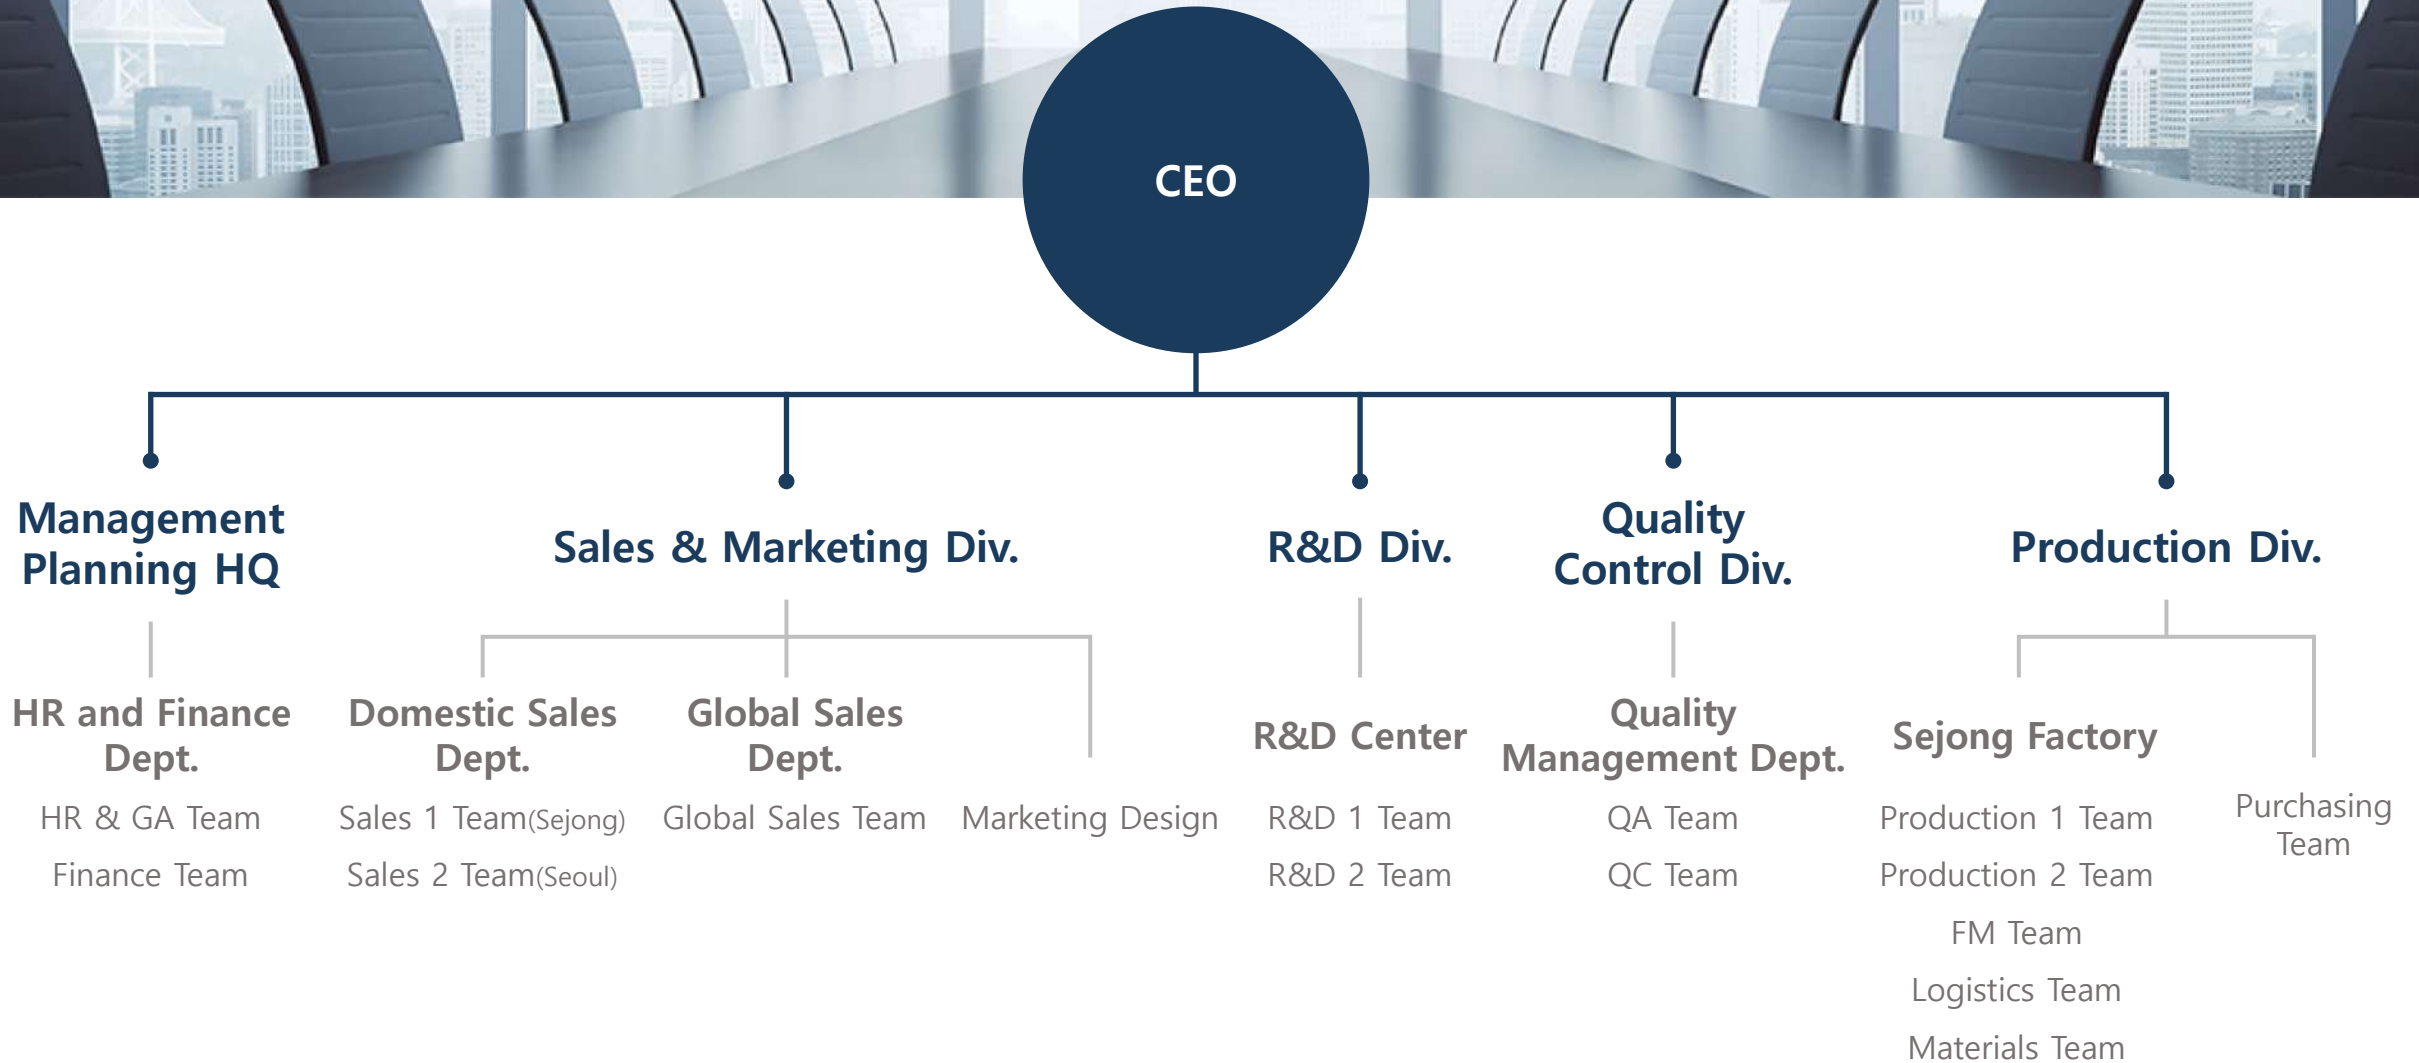 CEO
Management
Planning HQ
Sales & Marketing Div.
R&D Div.
Quality
Control Div.
Production Div.
HR and Finance
Dept.
HR & GA Team
Finance Team
Domestic Sales
Dept.
Sales 1 Team(Sejong)
Sales 2 Team(Seoul)
Global Sales
Dept.
Global Sales Team
Marketing Design
R&D Center
R&D 1 Team
R&D 2 Team
Quality
Management Dept.
QA Team
QC Team
Sejong Factory
Production 1 Team
Production 2 Team
FM Team
Logistics Team
Materials Team
Purchasing
Team